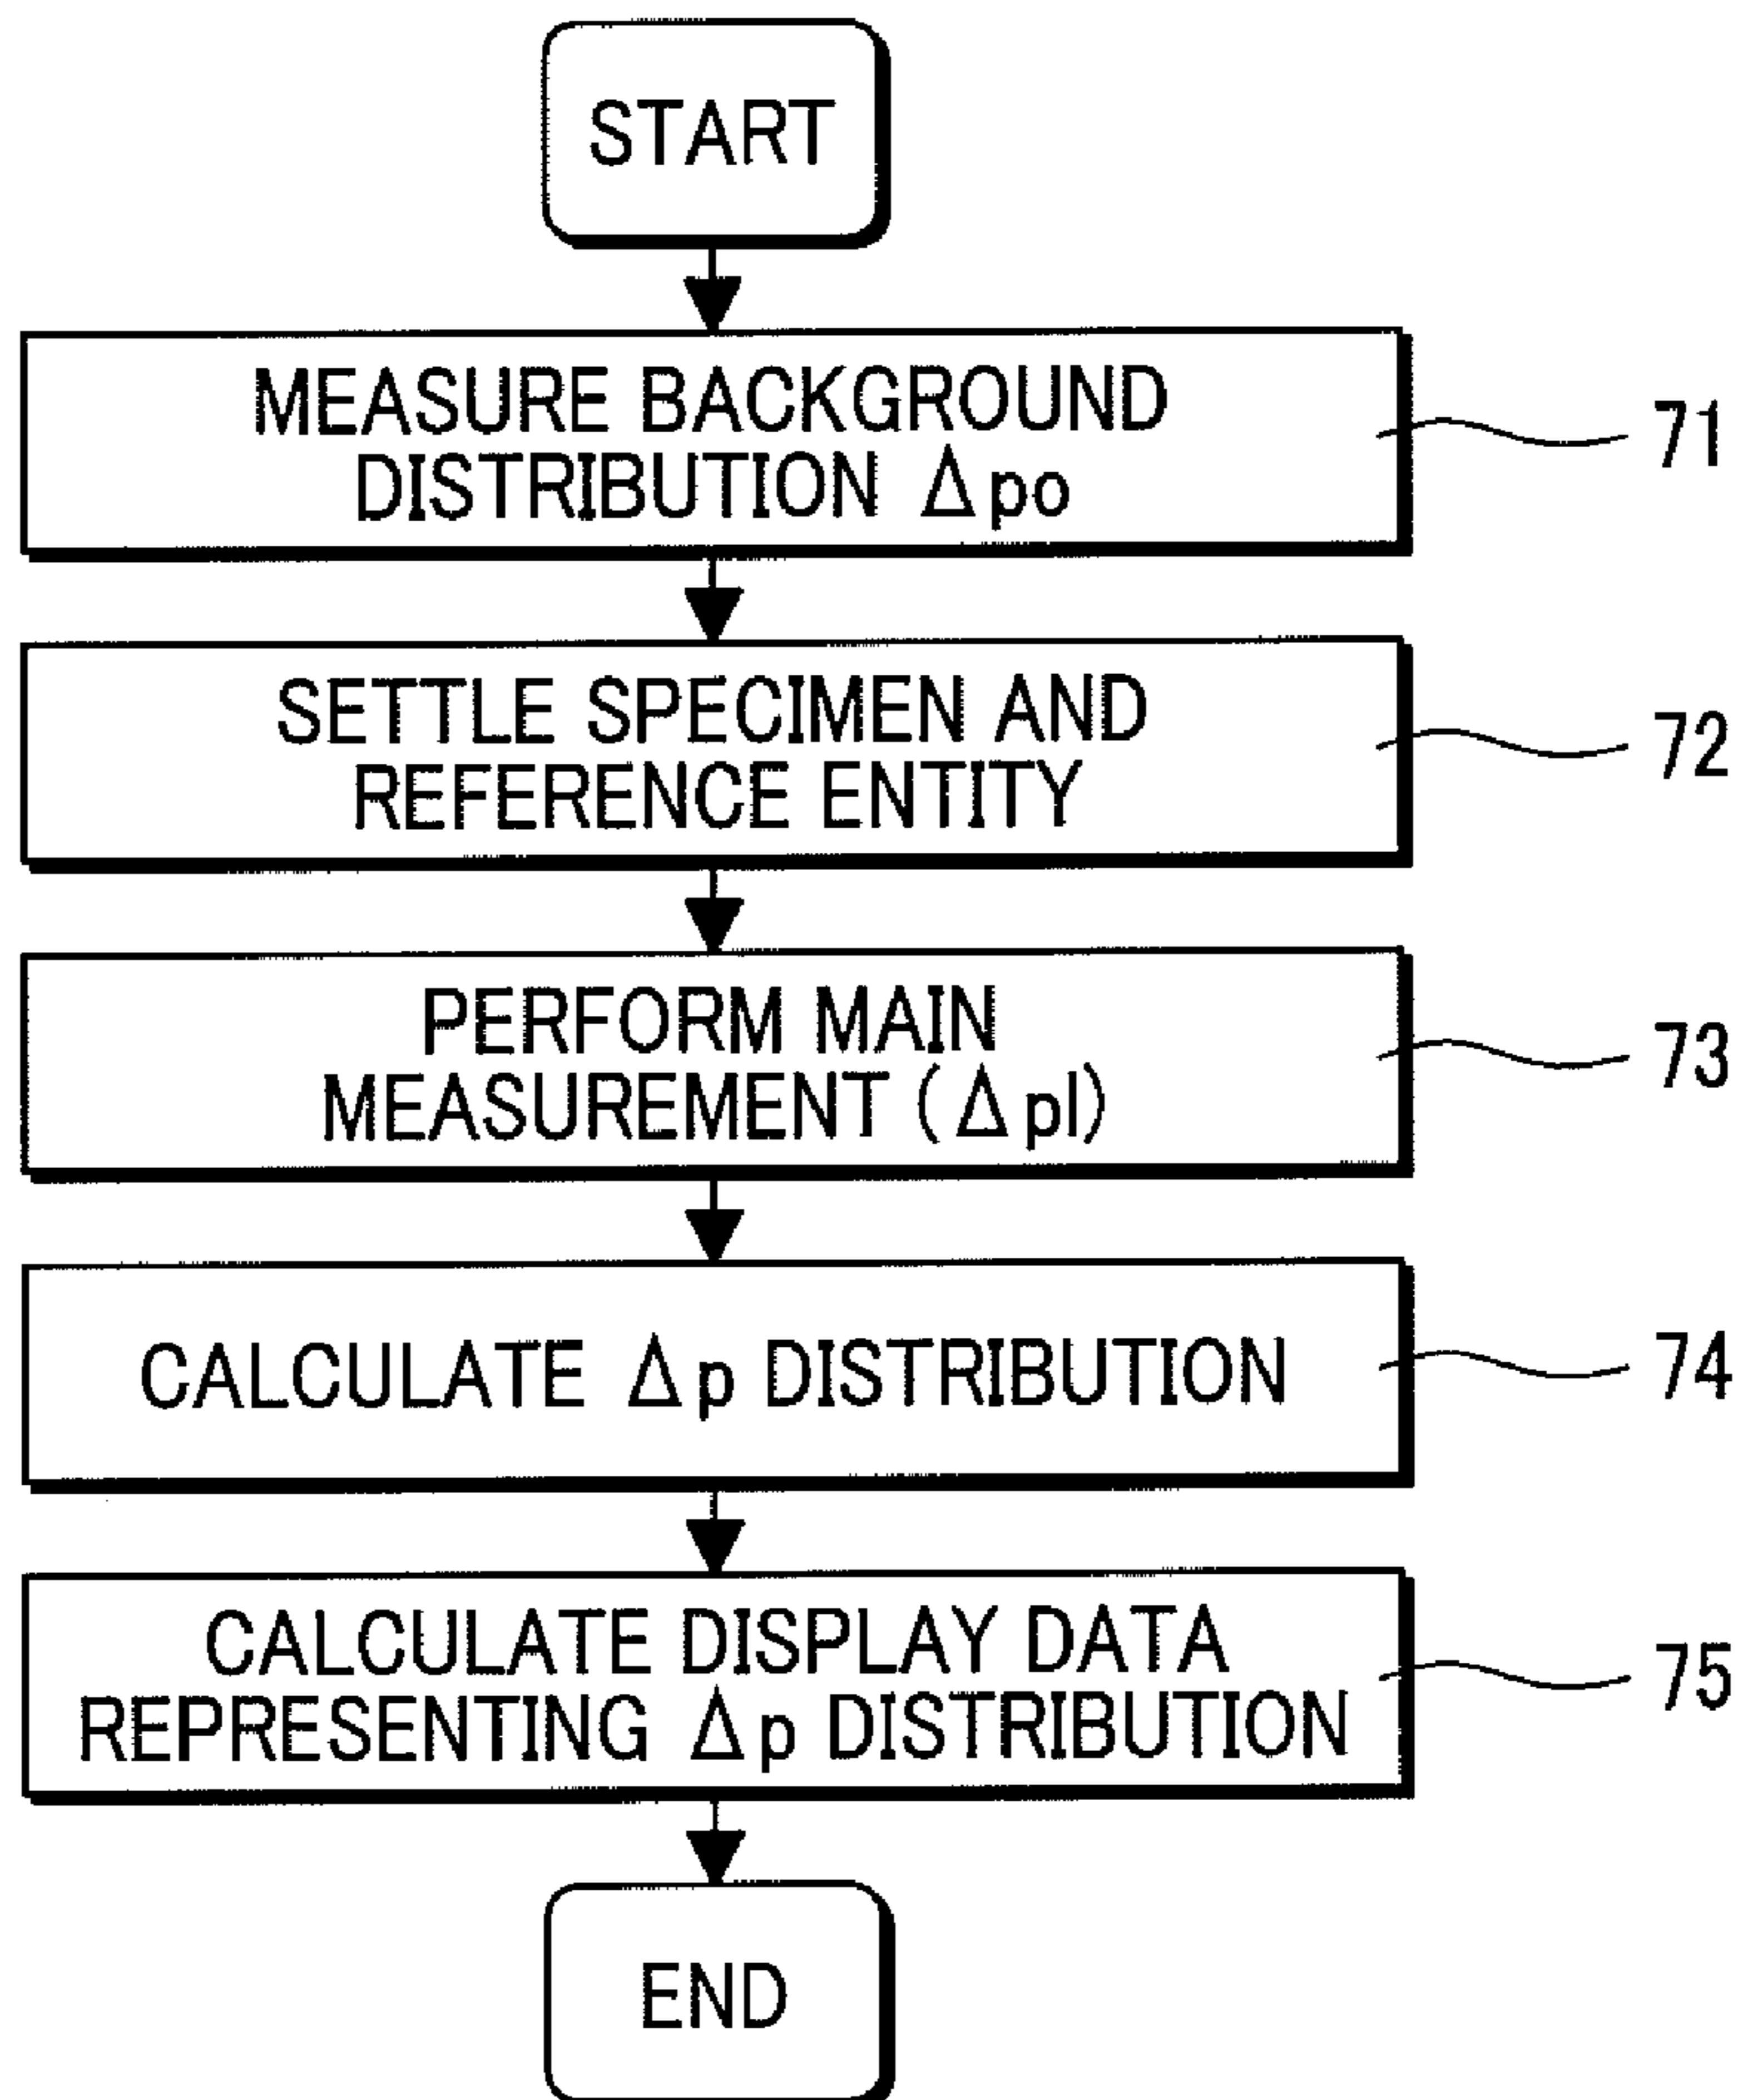 START
MEASURE BACKGROUND
DISTRIBUTION Δpo
71
SETTLE SPECIMEN AND
REFERENCE ENTITY
72
PERFORM MAIN
MEASUREMENT (Δpl)
73
CALCULATE Δp DISTRIBUTION
74
CALCULATE DISPLAY DATA
REPRESENTING Δp DISTRIBUTION
75
END